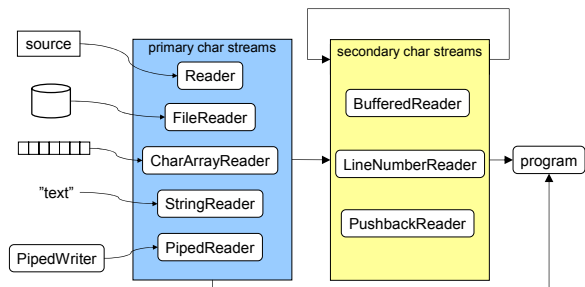 source
primary char streams
secondary char streams
Reader
BufferedReader
FileReader
CharArrayReader
LineNumberReader
program
"text"
StringReader
PushbackReader
PipedWriter
PipedReader